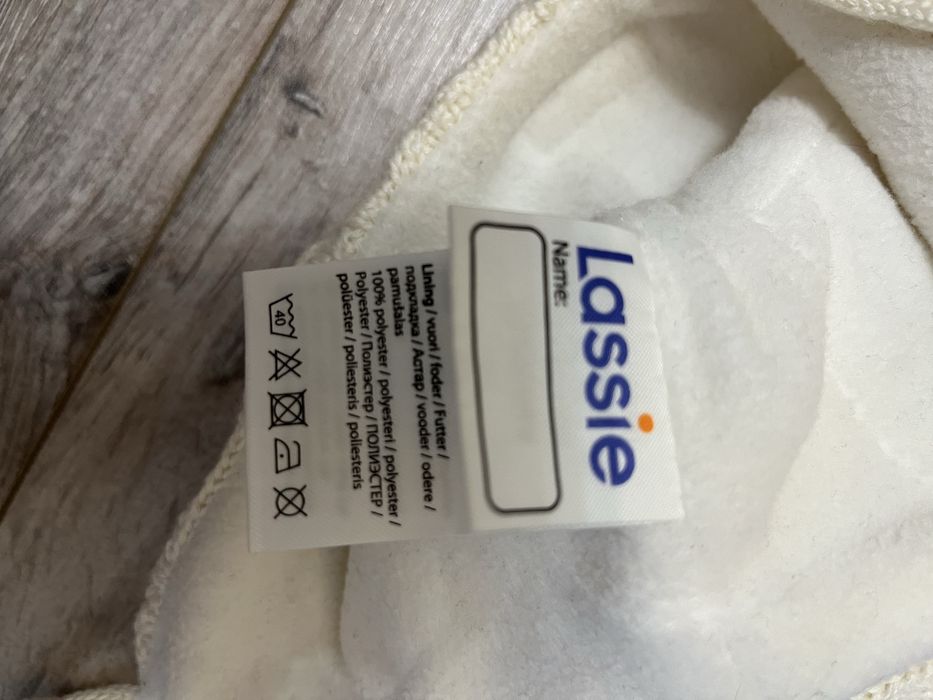 Lassie
Name:
Lining / vuori / foder / Futter /
подкладка / Астар / vooder / odere /
pamušalas
100% polyester / polyesteri / polyester /
Polyester / Полиэстер / ПОЛИЭСТЕР /
polüester / poliesteris / poliesteris
40